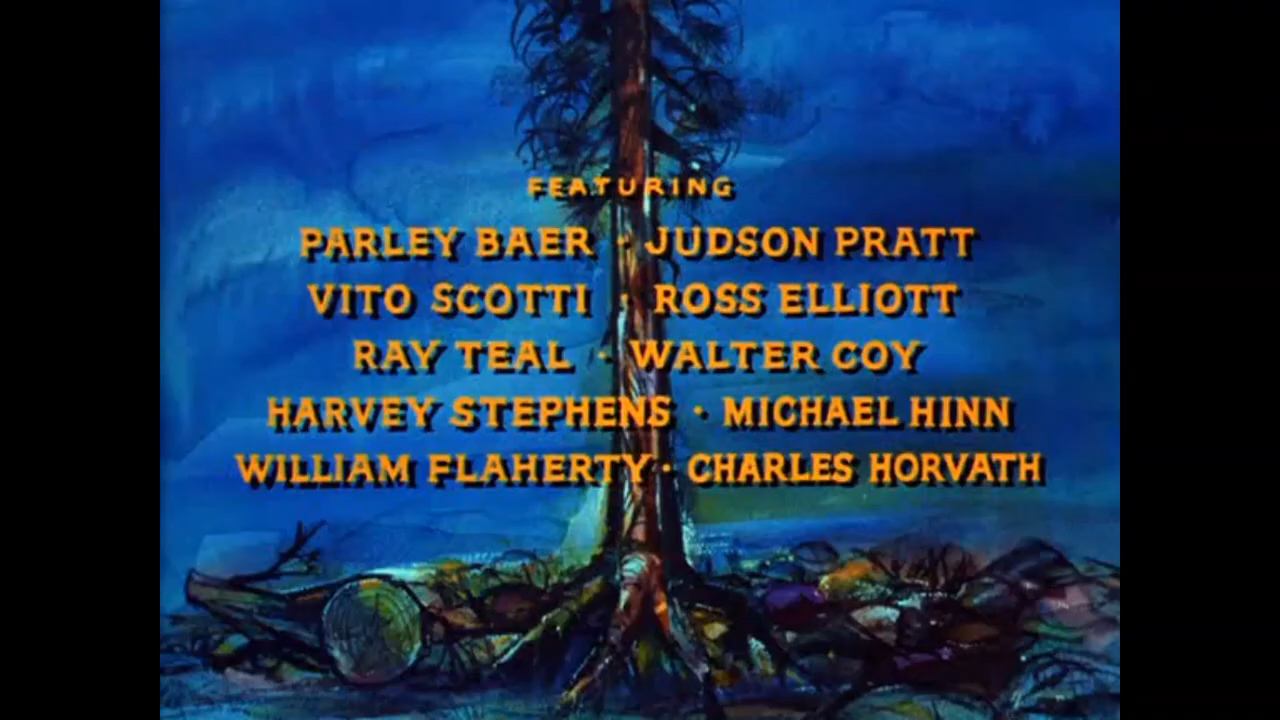 FEATURING
PARLEY BAER · JUDSON PRATT
VITO SCOTTI · ROSS ELLIOTT
RAY TEAL · WALTER COY
HARVEY STEPHENS · MICHAEL HINN
WILLIAM FLAHERTY · CHARLES HORVATH